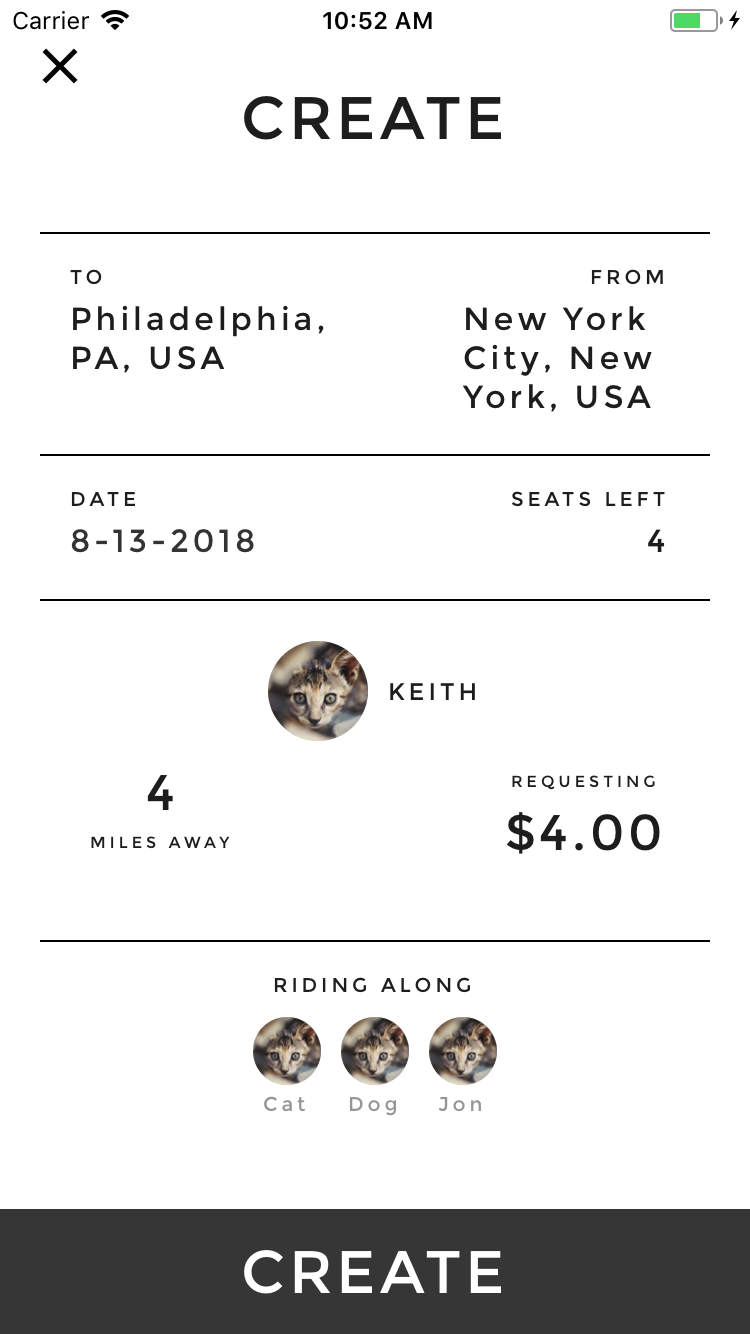 Carrier 10:52 AM
CREATE
TO
Philadelphia,
PA, USA
FROM
New York
City, New
York, USA
DATE
8-13-2018
SEATS LEFT
4
KEITH
4
MILES AWAY
REQUESTING
$4.00
RIDING ALONG
Cat Dog Jon
CREATE